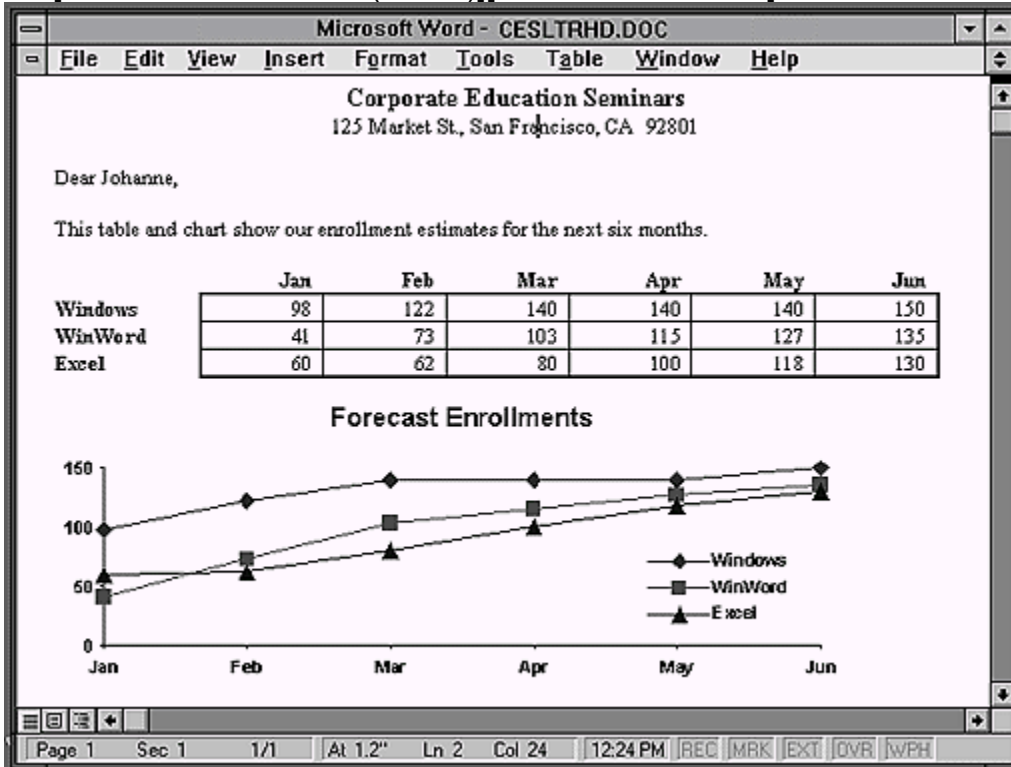 Microsoft Word - CESLTRHD.DOC
File Edit View Insert Format Tools Table Window Help
Corporate Education Seminars
125 Market St., San Francisco, CA 92801
Dear Johanne,
This table and chart show our enrollment estimates for the next six months.
Jan Feb Mar Apr May Jun
Windows 98 122 140 140 140 150
WinWord 41 73 103 115 127 135
Excel 60 62 80 100 118 130
Forecast Enrollments
150
100
50
0
Windows
WinWord
Excel
Jan Feb Mar Apr May Jun
Page 1 Sec 1 1/1 At 1.2" Ln 2 Col 24 12:24 PM REC MRK EXT OVR WPH